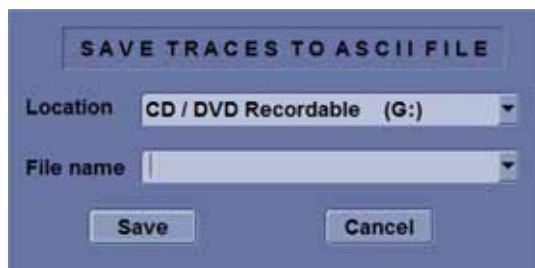 SAVE TRACES TO ASCII FILE
Location CD / DVD Recordable (G:)
File name
Save Cancel